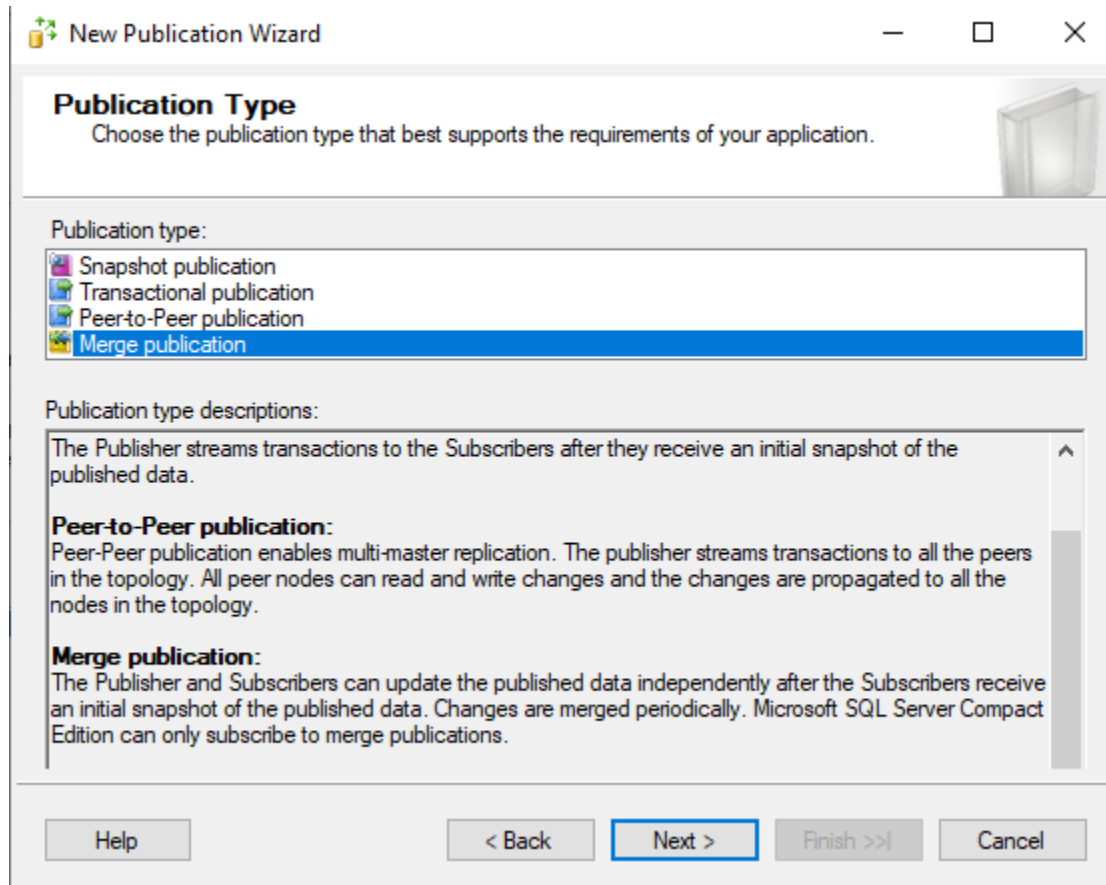 New Publication Wizard
Publication Type
Choose the publication type that best supports the requirements of your application.
Publication type:
Snapshot publication
Transactional publication
Peer-to-Peer publication
Merge publication
Publication type descriptions:
The Publisher streams transactions to the Subscribers after they receive an initial snapshot of the
published data.
Peer-to-Peer publication:
Peer-Peer publication enables multi-master replication. The publisher streams transactions to all the peers
in the topology. All peer nodes can read and write changes and the changes are propagated to all the
nodes in the topology.
Merge publication:
The Publisher and Subscribers can update the published data independently after the Subscribers receive
an initial snapshot of the published data. Changes are merged periodically. Microsoft SQL Server Compact
Edition can only subscribe to merge publications.
Help
< Back
Next >
Finish >>|
Cancel